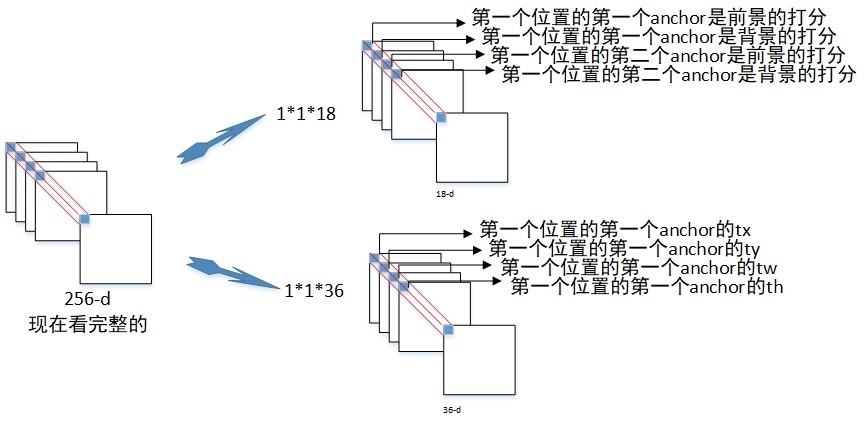 第一个位置的第一个anchor是前景的打分
第一个位置的第一个anchor是背景的打分
第一个位置的第二个anchor是前景的打分
第一个位置的第二个anchor是背景的打分
1*1*18
18-d
256-d
现在看完整的
1*1*36
第一个位置的第一个anchor的tx
第一个位置的第一个anchor的ty
第一个位置的第一个anchor的tw
第一个位置的第一个anchor的th
36-d